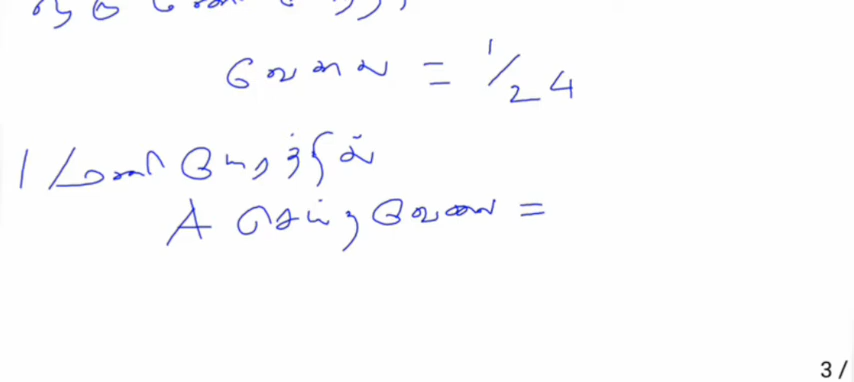 வேலை = 1/24
1 மணி நேரத்தில்
A செய்த வேலை =
3/